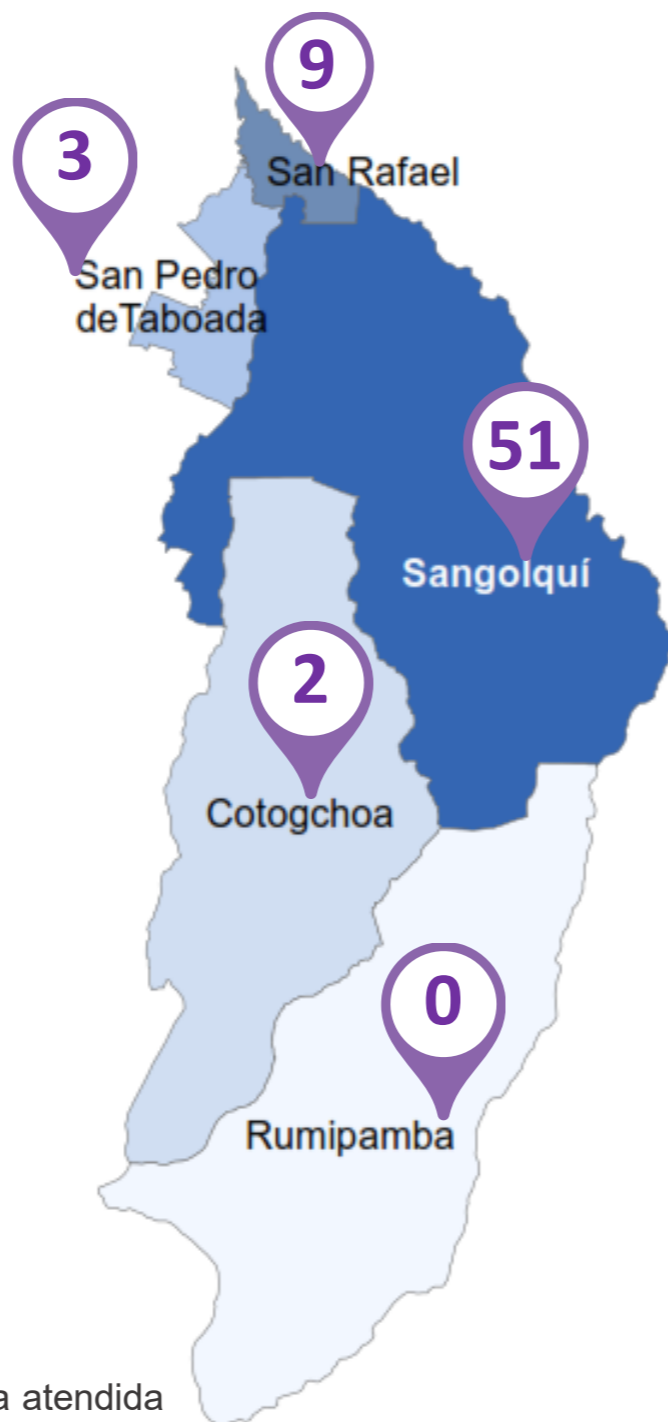 9
San Rafael
3
San Pedro
deTaboada
51
Sangolquí
2
Cotogchoa
0
Rumipamba
a atendida